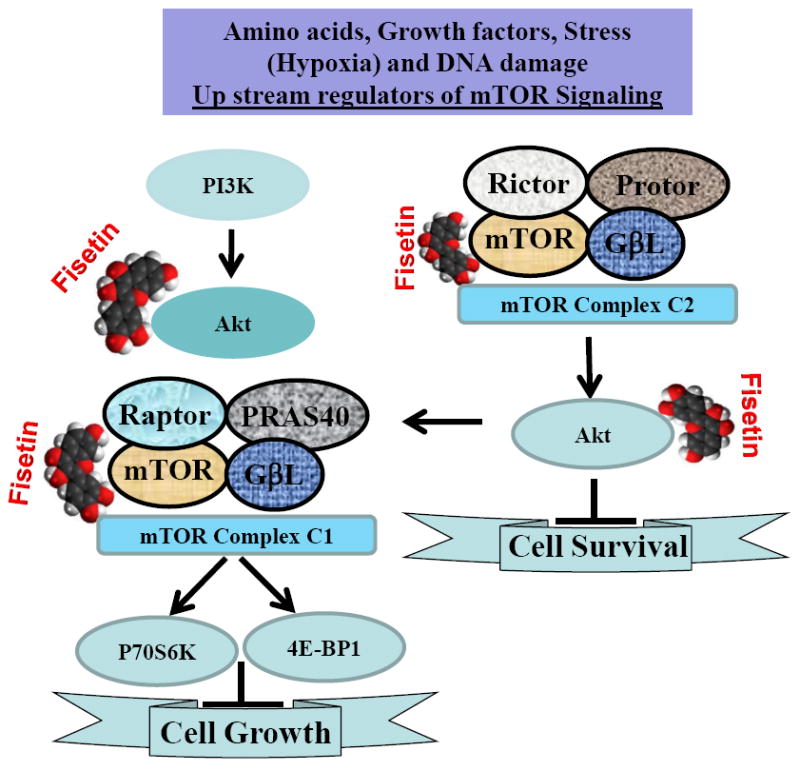 Amino acids, Growth factors, Stress
(Hypoxia) and DNA damage
Up stream regulators of mTOR Signaling
PI3K
Fisetin
Akt
Rictor
Protor
mTOR
GβL
Fisetin
mTOR Complex C2
Akt
Fisetin
Cell Survival
Raptor
PRAS40
mTOR
GβL
Fisetin
mTOR Complex C1
P70S6K
4E-BP1
Cell Growth